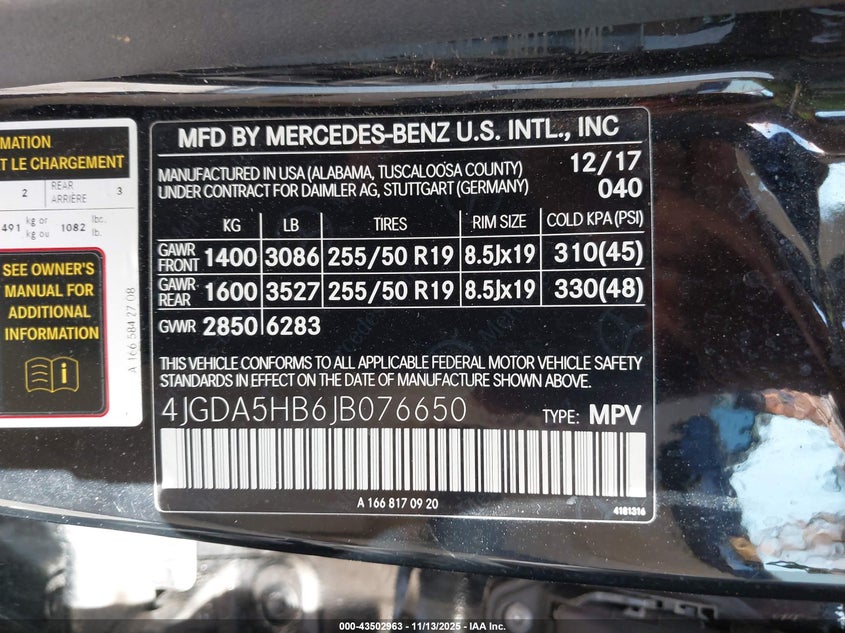 MATION
T LE CHARGEMENT
2 REAR ARRIÈRE 3
491 kg or kg ou 1082 lbs. lb.
SEE OWNER'S
MANUAL FOR
ADDITIONAL
INFORMATION
A 166 584 27 08
MFD BY MERCEDES-BENZ U.S. INTL., INC
MANUFACTURED IN USA (ALABAMA, TUSCALOOSA COUNTY) 12/17
UNDER CONTRACT FOR DAIMLER AG, STUTTGART (GERMANY) 040
KG LB TIRES RIM SIZE COLD KPA (PSI)
GAWR FRONT 1400 3086 255/50 R19 8.5Jx19 310(45)
GAWR REAR 1600 3527 255/50 R19 8.5Jx19 330(48)
GVWR 2850 6283
THIS VEHICLE CONFORMS TO ALL APPLICABLE FEDERAL MOTOR VEHICLE SAFETY
STANDARDS IN EFFECT ON THE DATE OF MANUFACTURE SHOWN ABOVE.
4JGDA5HB6JB076650 TYPE: MPV
A 166 817 09 20
4181316
000-43502963 - 11/13/2025 - IAA Inc.